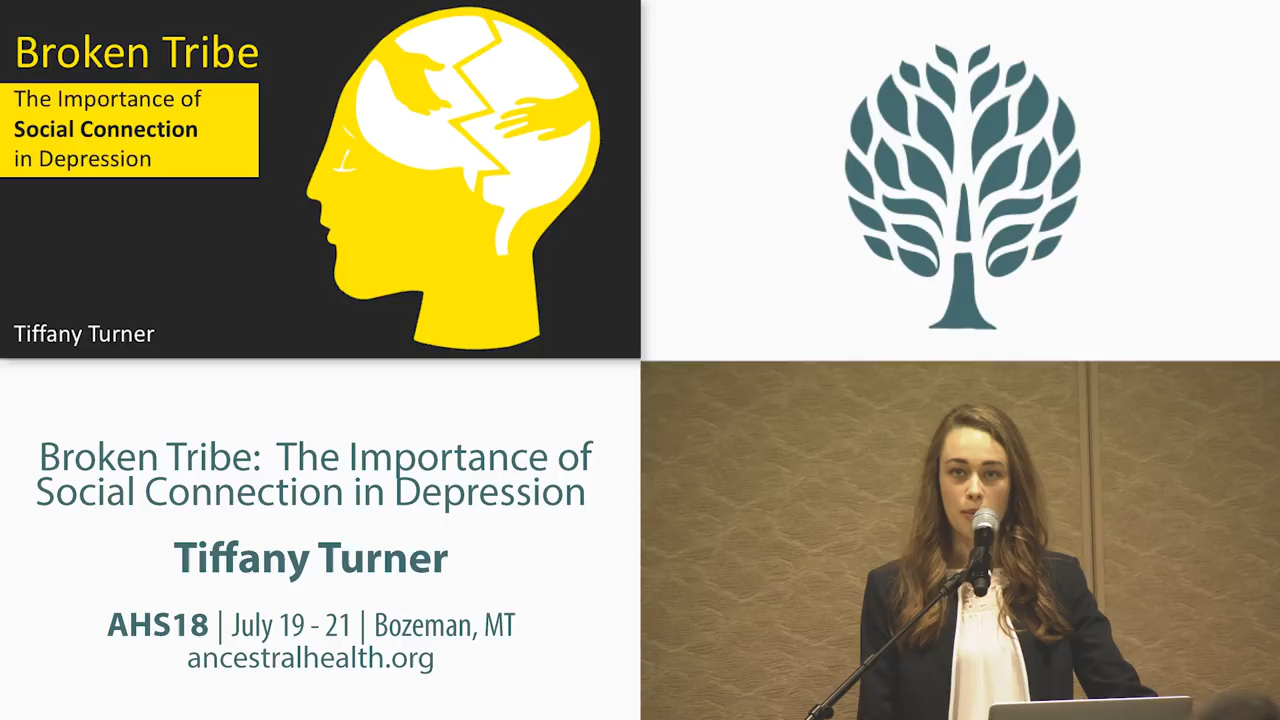 Broken Tribe
The Importance of
Social Connection
in Depression
Tiffany Turner
Broken Tribe: The Importance of
Social Connection in Depression
Tiffany Turner
AHS18 | July 19 - 21 | Bozeman, MT
ancestralhealth.org